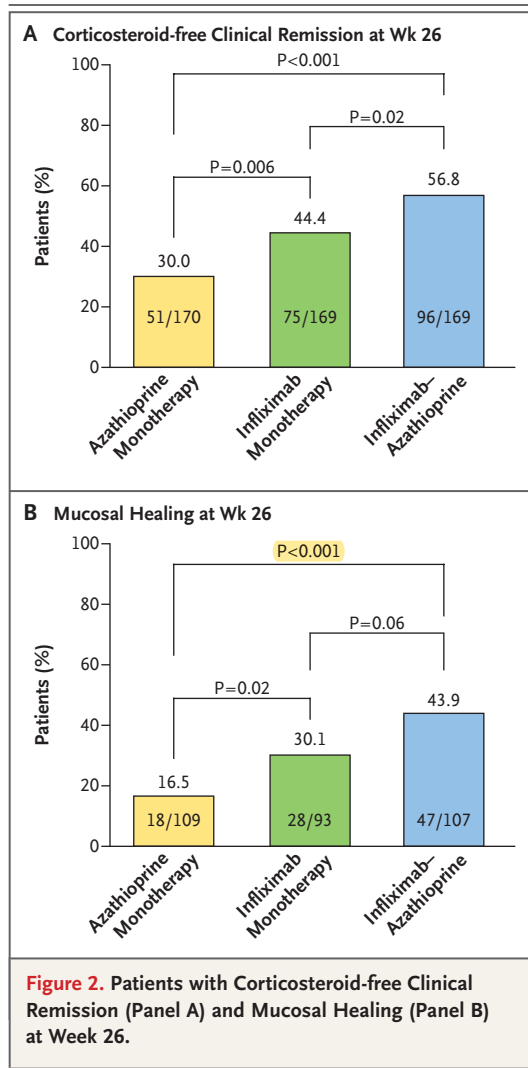 A Corticosteroid-free Clinical Remission at Wk 26
Patients (%)
100
80
60
40
20
0
P<0.001
P=0.02
P=0.006
30.0
44.4
56.8
51/170
75/169
96/169
Azathioprine
Monotherapy
Infliximab
Monotherapy
Infliximab–
Azathioprine
B Mucosal Healing at Wk 26
Patients (%)
100
80
60
40
20
0
P<0.001
P=0.06
P=0.02
16.5
30.1
43.9
18/109
28/93
47/107
Azathioprine
Monotherapy
Infliximab
Monotherapy
Infliximab–
Azathioprine
Figure 2. Patients with Corticosteroid-free Clinical
Remission (Panel A) and Mucosal Healing (Panel B)
at Week 26.